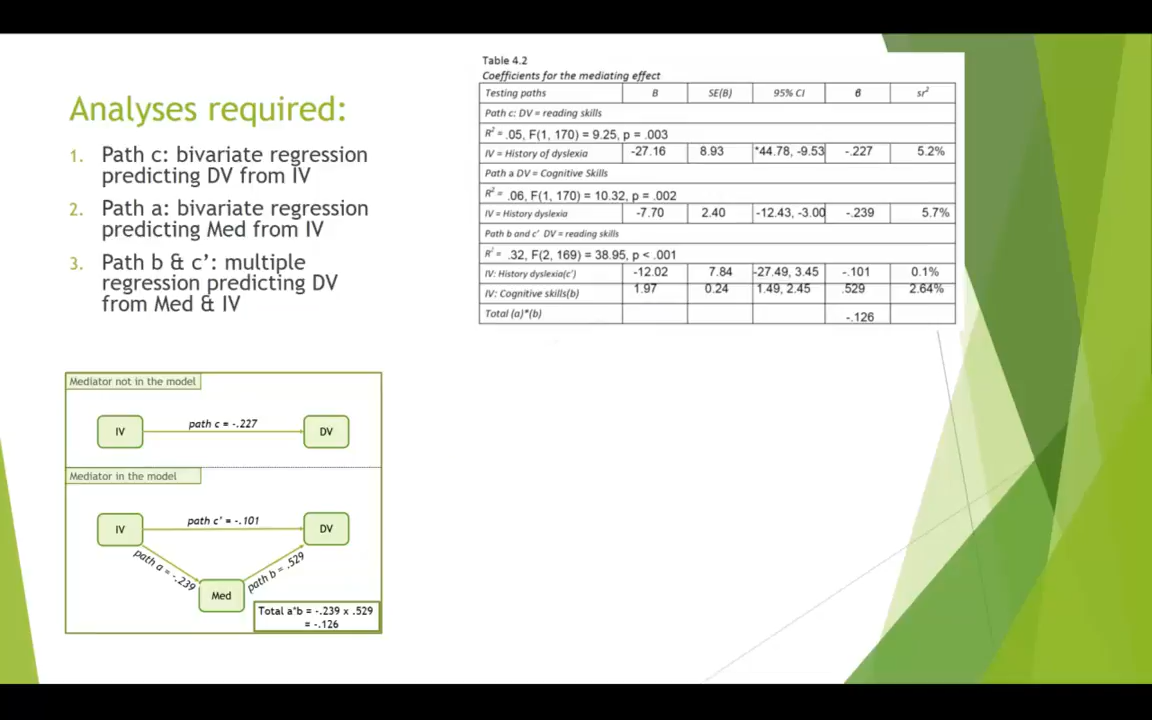 Analyses required:
1. Path c: bivariate regression
predicting DV from IV
2. Path a: bivariate regression
predicting Med from IV
3. Path b & c’: multiple
regression predicting DV
from Med & IV
Table 4.2
Coefficients for the mediating effect
Testing paths B SE(B) 95% CI β sr²
Path c: DV = reading skills
R² = .05, F(1, 170) = 9.25, p = .003
IV = History of dyslexia -27.16 8.93 *44.78, -9.53 -.227 5.2%
Path a DV = Cognitive Skills
R² = .06, F(1, 170) = 10.32, p = .002
IV = History dyslexia -7.70 2.40 -12.43, -3.00 -.239 5.7%
Path b and c’ DV = reading skills
R² = .32, F(2, 169) = 38.95, p < .001
IV: History dyslexia(c’) -12.02 7.84 -27.49, 3.45 -.101 0.1%
IV: Cognitive skills(b) 1.97 0.24 1.49, 2.45 .529 2.64%
Total (a)*(b) -.126
Mediator not in the model
path c = -.227
IV DV
Mediator in the model
path c’ = -.101
IV DV
path a = -.239 path b = .529
Med
Total a*b = -.239 x .529
= -.126